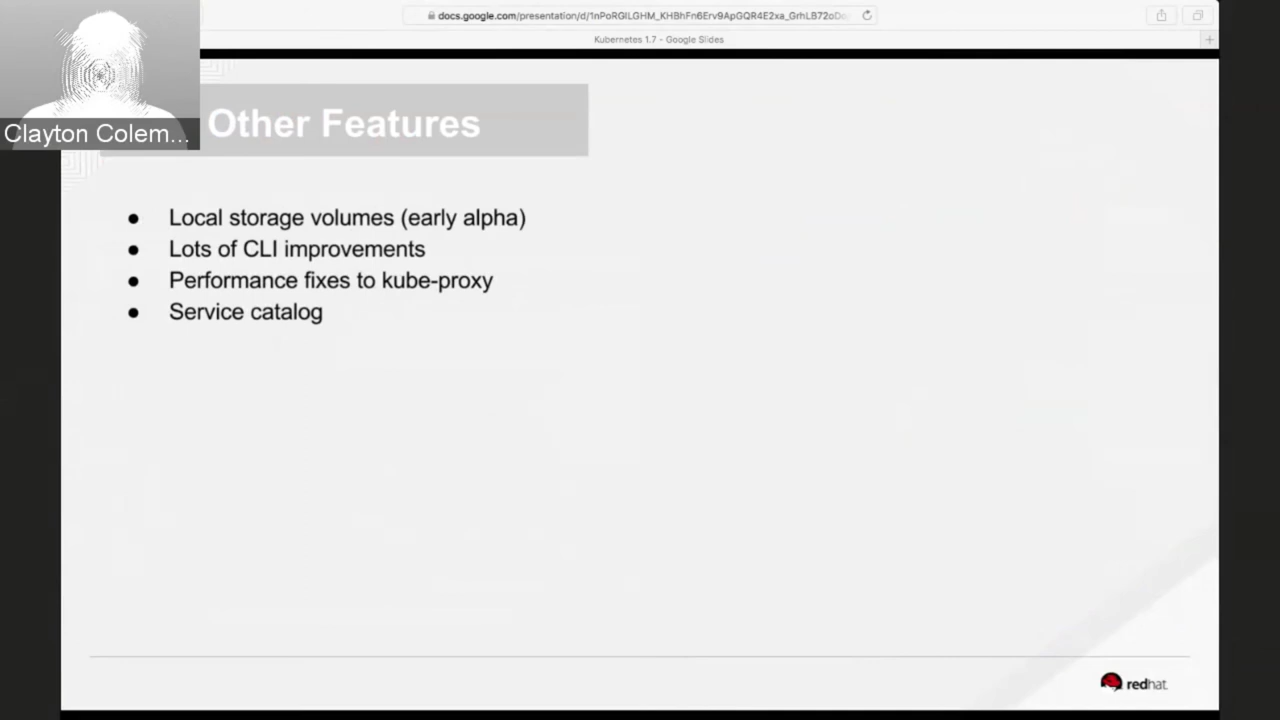 docs.google.com/presentation/d/1nPoRGlLGHM_KHBhFn6Erv9ApGQR4E2xa_GrhLB72oD
Kubernetes 1.7 - Google Slides
Clayton Colem...
Other Features
● Local storage volumes (early alpha)
● Lots of CLI improvements
● Performance fixes to kube-proxy
● Service catalog
redhat.